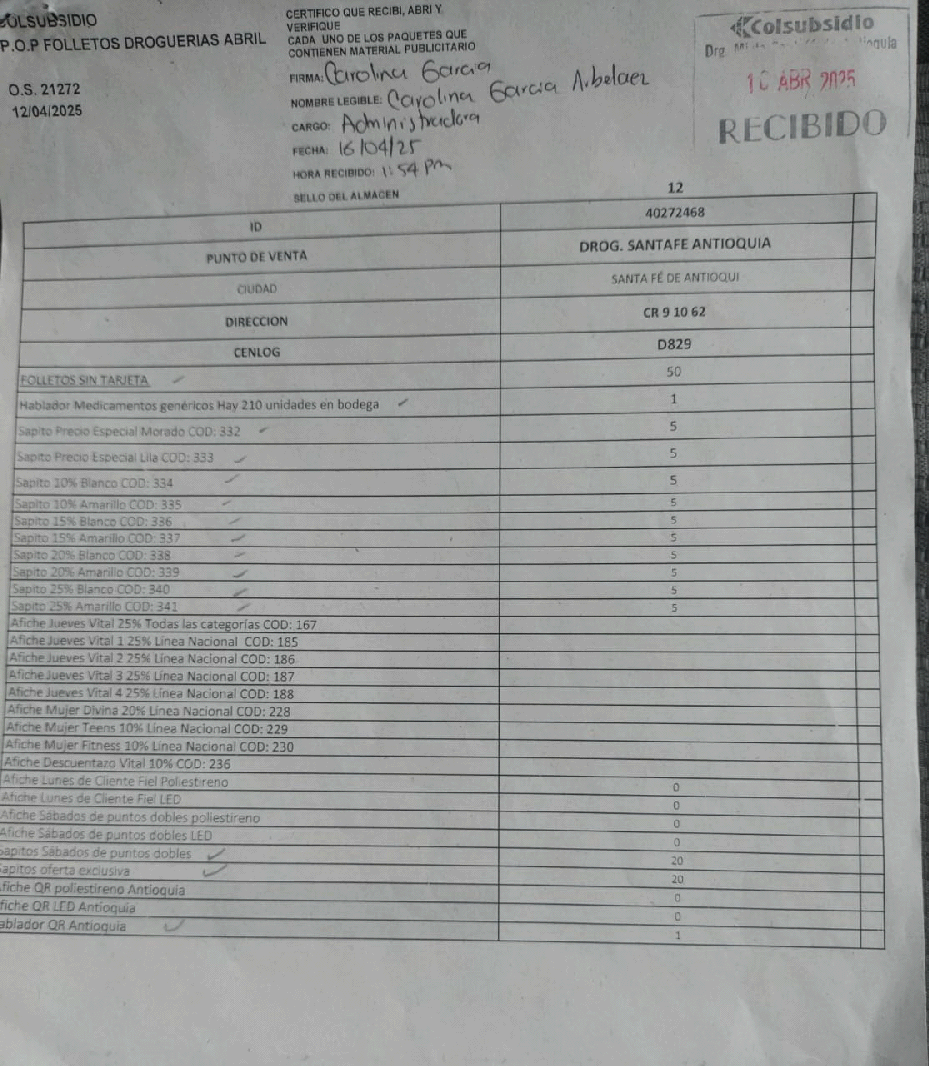 COLSUBSIDIO
P.O.P FOLLETOS DROGUERIAS ABRIL
O.S. 21272
12/04/2025
CERTIFICO QUE RECIBI, ABRI Y
VERIFIQUE
CADA UNO DE LOS PAQUETES QUE
CONTIENEN MATERIAL PUBLICITARIO
FIRMA: Carolina Garcia
NOMBRE LEGIBLE: Carolina Garcia Arbelaez
CARGO: Administradora
FECHA: 16/04/25
HORA RECIBIDO: 1:54 pm
SELLO DEL ALMACEN
Colsubsidio
Drg.
ABR 2025
RECIBIDO
12
ID 40272468
PUNTO DE VENTA DROG. SANTAFE ANTIOQUIA
CIUDAD SANTA FÉ DE ANTIOQUI
DIRECCION CR 9 10 62
CENLOG D829
FOLLETOS SIN TARJETA 50
Hablador Medicamentos genéricos Hay 210 unidades en bodega 1
Sapito Precio Especial Morado COD: 332 5
Sapito Precio Especial Lila COD: 333 5
Sapito 10% Blanco COD: 334 5
Sapito 10% Amarillo COD: 335 5
Sapito 15% Blanco COD: 336 5
Sapito 15% Amarillo COD: 337 5
Sapito 20% Blanco COD: 338 5
Sapito 20% Amarillo COD: 339 5
Sapito 25% Blanco COD: 340 5
Sapito 25% Amarillo COD: 341 5
Afiche Jueves Vital 25% Todas las categorías COD: 167
Afiche Jueves Vital 1 25% Línea Nacional COD: 185
Afiche Jueves Vital 2 25% Línea Nacional COD: 186
Afiche Jueves Vital 3 25% Línea Nacional COD: 187
Afiche Jueves Vital 4 25% Línea Nacional COD: 188
Afiche Mujer Divina 20% Línea Nacional COD: 228
Afiche Mujer Teens 10% Línea Nacional COD: 229
Afiche Mujer Fitness 10% Línea Nacional COD: 230
Afiche Descuentazo Vital 10% COD: 236
Afiche Lunes de Cliente Fiel Poliestireno 0
Afiche Lunes de Cliente Fiel LED 0
Afiche Sábados de puntos dobles poliestireno 0
Afiche Sábados de puntos dobles LED 0
Sapitos Sábados de puntos dobles 20
Sapitos oferta exclusiva 20
fiche QR poliestireno Antioquia 0
fiche QR LED Antioquia 0
ablador QR Antioquia 1